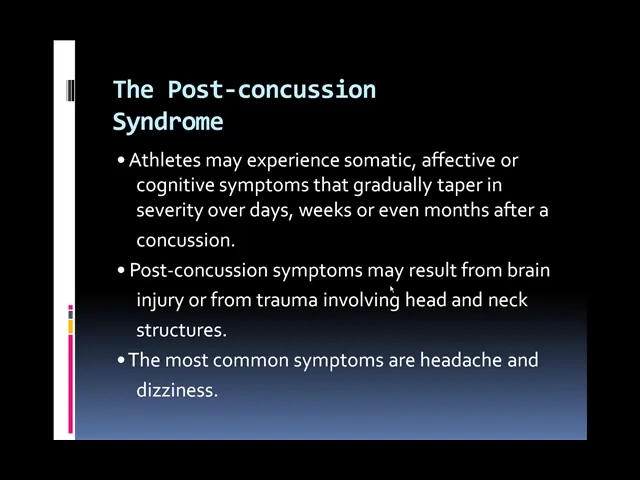 The Post-concussion
Syndrome
• Athletes may experience somatic, affective or
cognitive symptoms that gradually taper in
severity over days, weeks or even months after a
concussion.
• Post-concussion symptoms may result from brain
injury or from trauma involving head and neck
structures.
• The most common symptoms are headache and
dizziness.